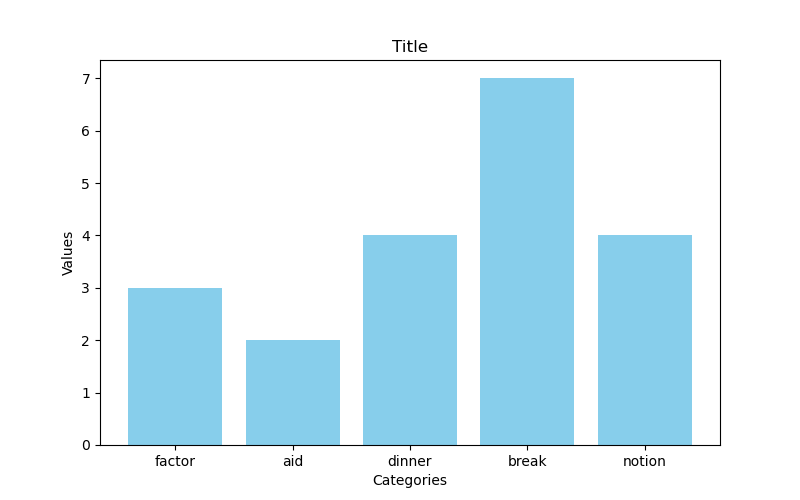 Title
Values
7
6
5
4
3
2
1
0
factor aid dinner break notion
Categories